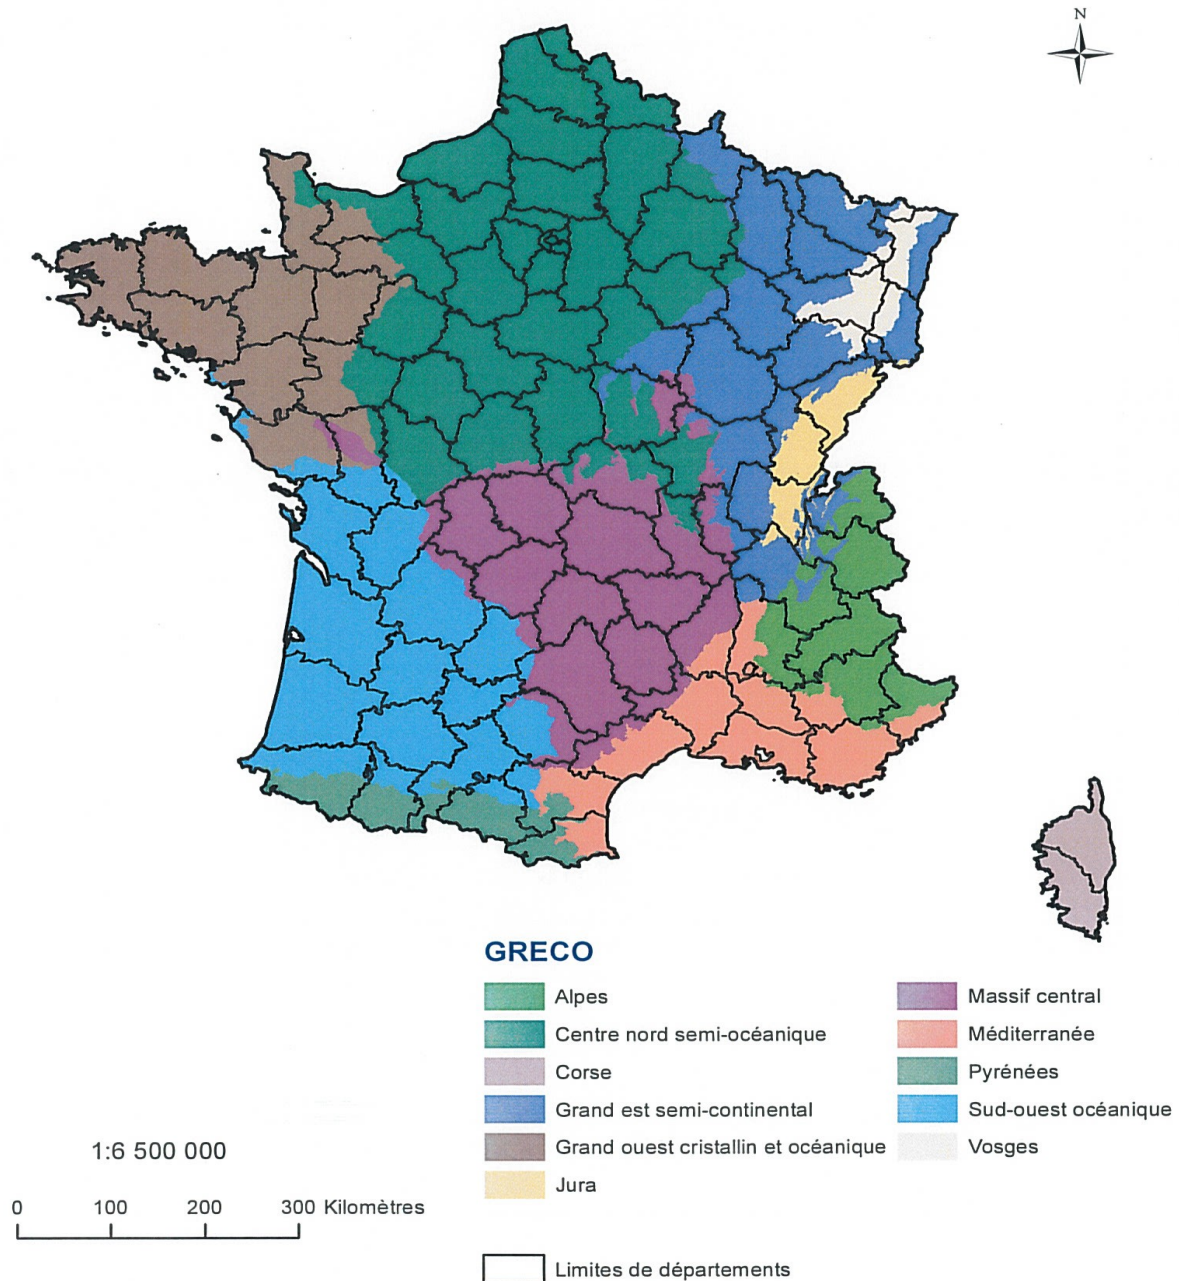 N
GRECO
Alpes
Centre nord semi-océanique
Corse
Grand est semi-continental
Grand ouest cristallin et océanique
Jura
Massif central
Méditerranée
Pyrénées
Sud-ouest océanique
Vosges
1:6 500 000
0 100 200 300 Kilomètres
Limites de départements